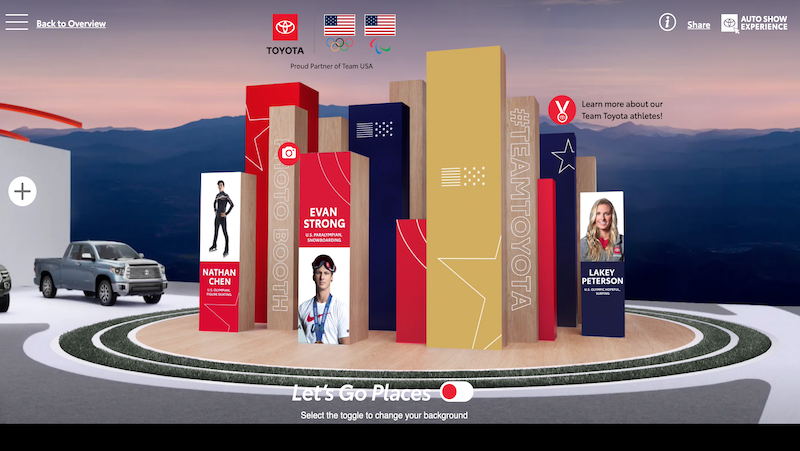 Back to Overview
TOYOTA
Proud Partner of Team USA
i
Share
AUTO SHOW
EXPERIENCE
Learn more about our
Team Toyota athletes!
#TEAMTOYOTA
PHOTO BOOTH
EVAN
STRONG
U.S. PARALYMPIAN,
SNOWBOARDING
NATHAN
CHEN
U.S. OLYMPIAN,
FIGURE SKATING
LAKEY
PETERSON
U.S. OLYMPIC HOPEFUL,
SURFING
Let's Go Places
Select the toggle to change your background